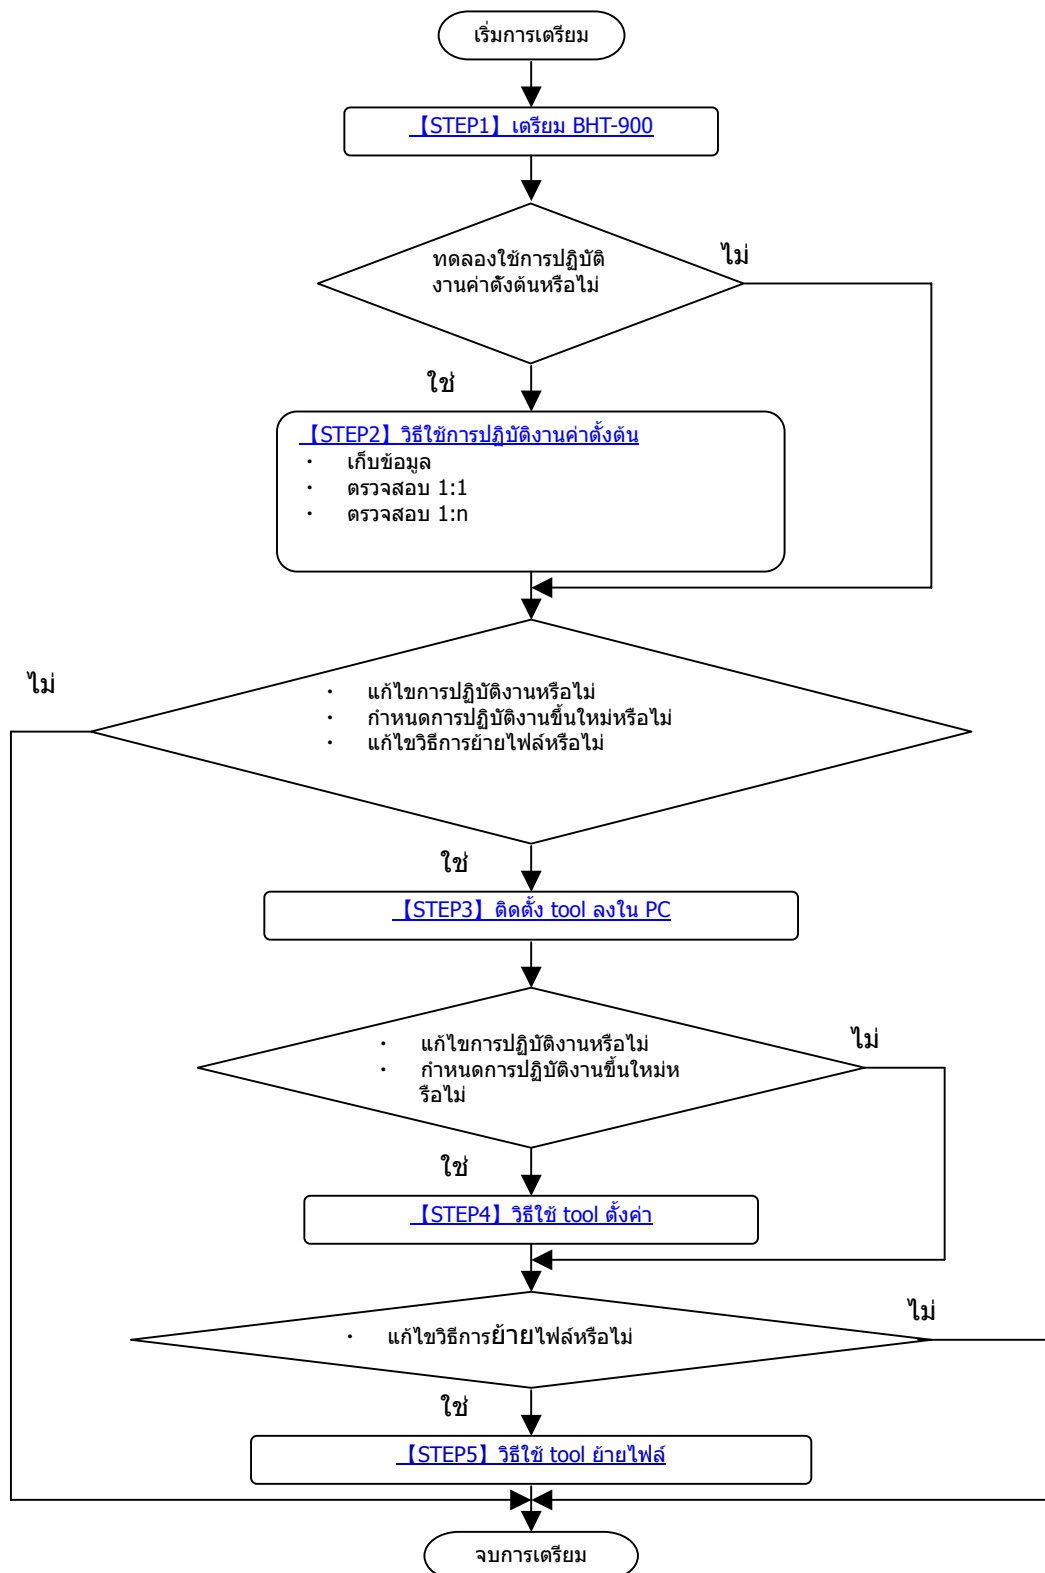 เริ่มการเตรียม
【STEP1】เตรียม BHT-900
ทดลองใช้การปฏิบัติ
งานค่าตั้งต้นหรือไม่
ไม่
ใช่
【STEP2】วิธีใช้การปฏิบัติงานค่าตั้งต้น
・ เก็บข้อมูล
・ ตรวจสอบ 1:1
・ ตรวจสอบ 1:n
ไม่
・ แก้ไขการปฏิบัติงานหรือไม่
・ กำหนดการปฏิบัติงานขึ้นใหม่หรือไม่
・ แก้ไขวิธีการย้ายไฟล์หรือไม่
ใช่
【STEP3】ติดตั้ง tool ลงใน PC
ไม่
・ แก้ไขการปฏิบัติงานหรือไม่
・ กำหนดการปฏิบัติงานขึ้นใหม่ห
รือไม่
ใช่
【STEP4】วิธีใช้ tool ตั้งค่า
ไม่
・ แก้ไขวิธีการย้ายไฟล์หรือไม่
ใช่
【STEP5】วิธีใช้ tool ย้ายไฟล์
จบการเตรียม